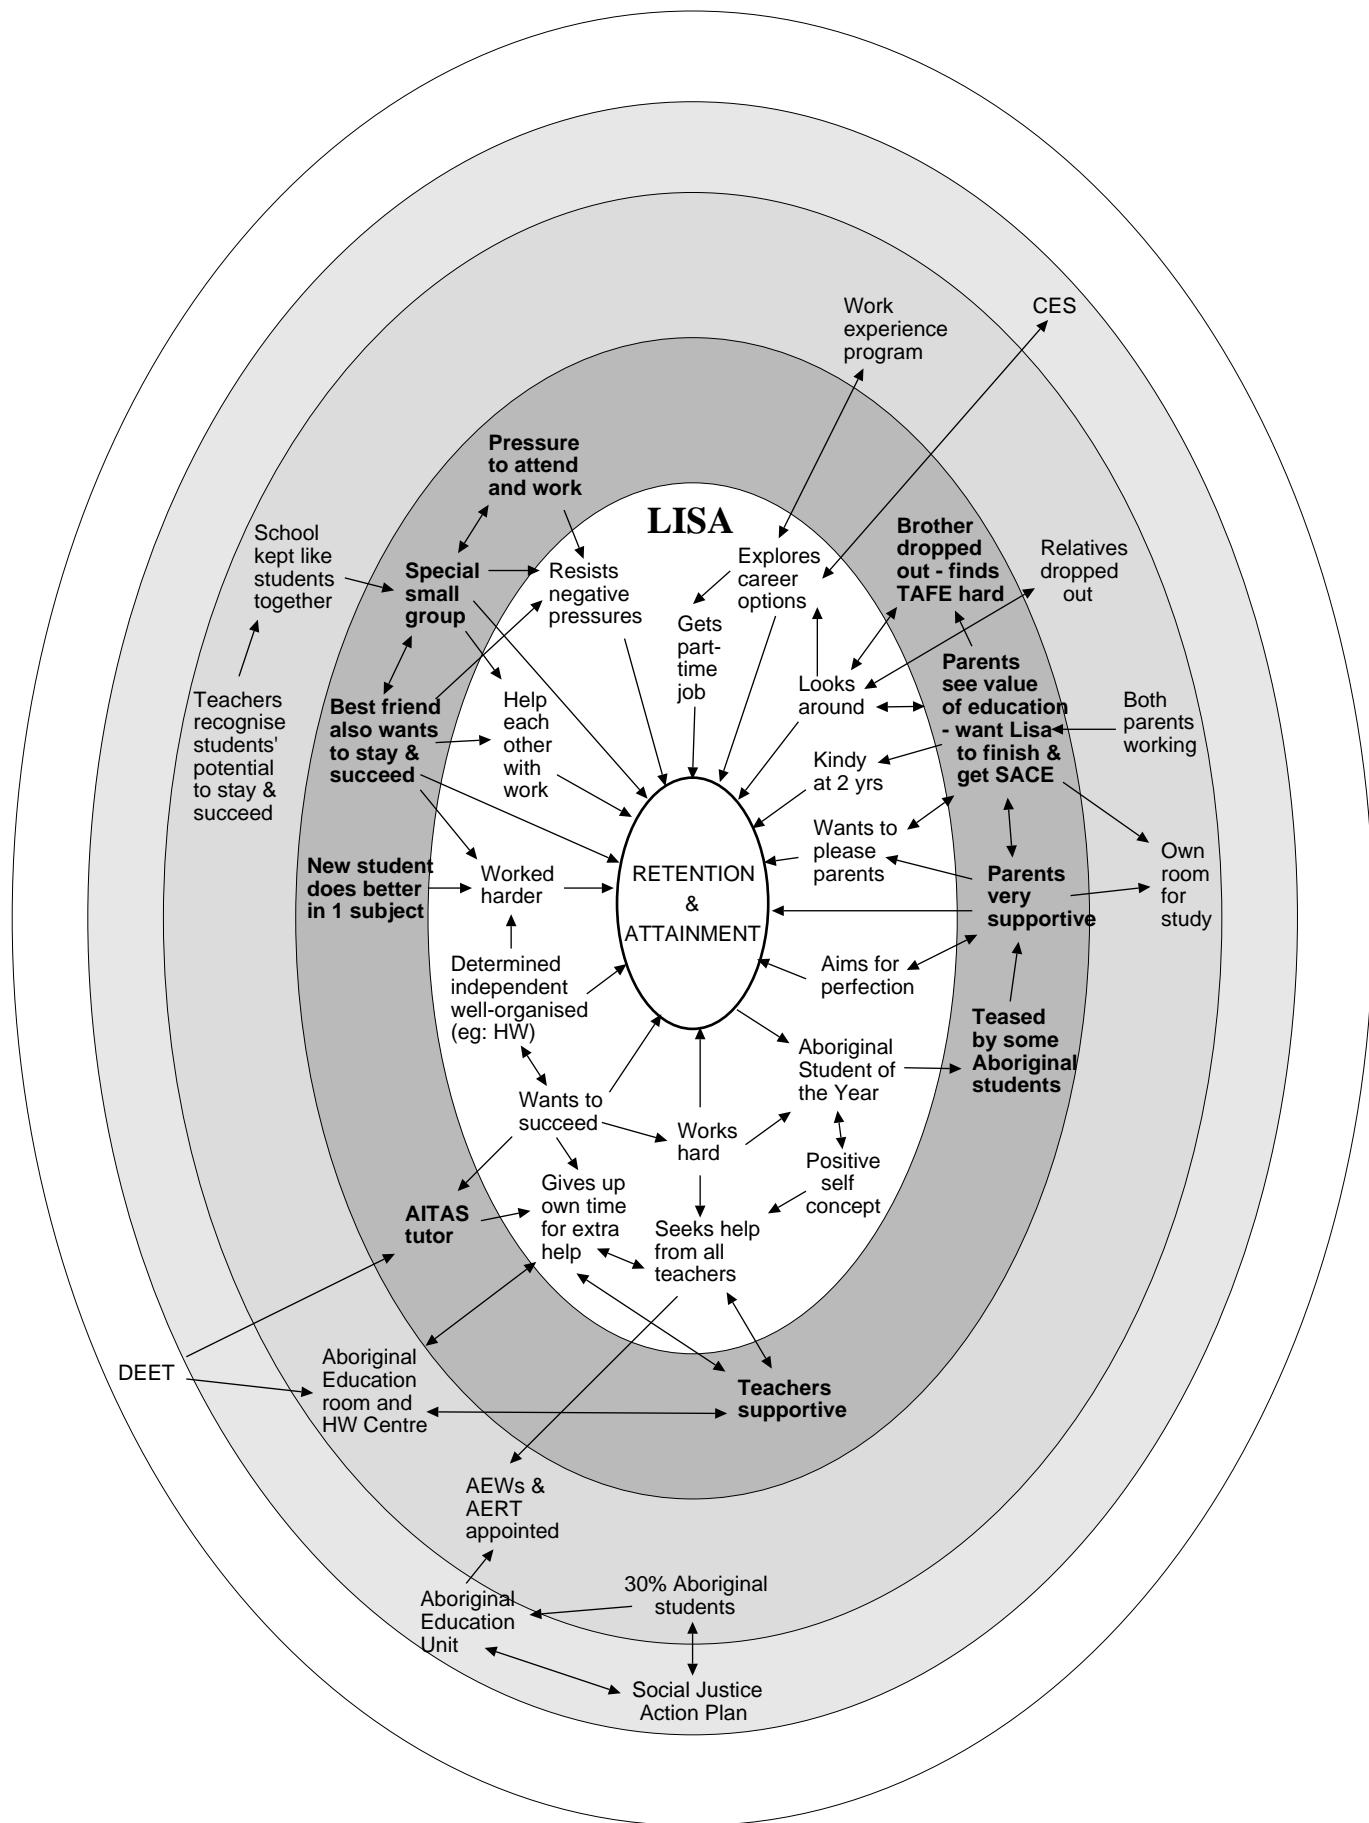 Work
experience
program
CES
Pressure
to attend
and work
LISA
School
kept like
students
together
Special
small
group
Resists
negative
pressures
Explores
career
options
Brother
dropped
out - finds
TAFE hard
Relatives
dropped
out
Gets
part-
time
job
Looks
around
Parents
see value
of education
- want Lisa
to finish &
get SACE
Both
parents
working
Teachers
recognise
students'
potential
to stay &
succeed
Best friend
also wants
to stay &
succeed
Help
each
other
with
work
Kindy
at 2 yrs
Wants to
please
parents
Own
room
for
study
New student
does better
in 1 subject
Worked
harder
RETENTION
&
ATTAINMENT
Parents
very
supportive
Determined
independent
well-organised
(eg: HW)
Aims for
perfection
Teased
by some
Aboriginal
students
Aboriginal
Student of
the Year
Wants to
succeed
Works
hard
Positive
self
concept
AITAS
tutor
Gives up
own time
for extra
help
Seeks help
from all
teachers
DEET
Aboriginal
Education
room and
HW Centre
Teachers
supportive
AEWs &
AERT
appointed
Aboriginal
Education
Unit
30% Aboriginal
students
Social Justice
Action Plan